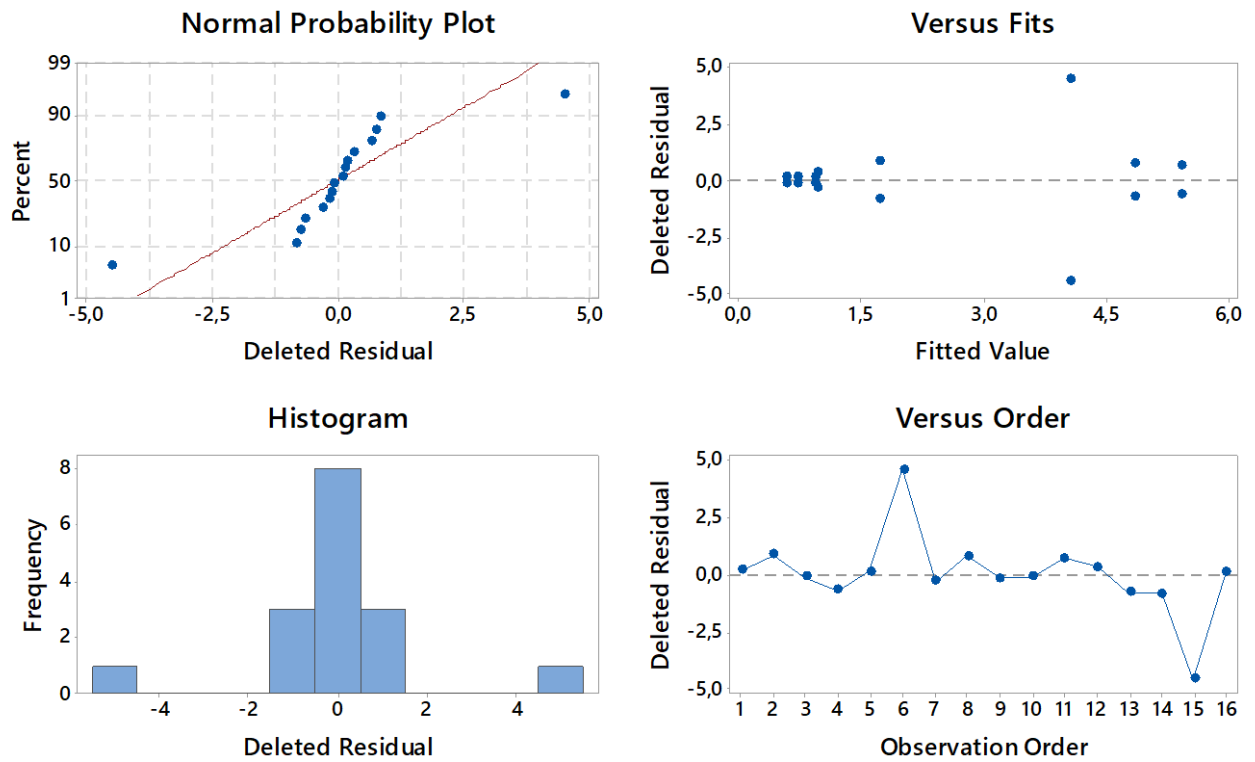 Normal Probability Plot
99
90
50
10
1
Percent
-5,0 -2,5 0,0 2,5 5,0
Deleted Residual
Versus Fits
5,0
2,5
0,0
-2,5
-5,0
Deleted Residual
0,0 1,5 3,0 4,5 6,0
Fitted Value
Histogram
8
6
4
2
0
Frequency
-4 -2 0 2 4
Deleted Residual
Versus Order
5,0
2,5
0,0
-2,5
-5,0
Deleted Residual
1 2 3 4 5 6 7 8 9 10 11 12 13 14 15 16
Observation Order